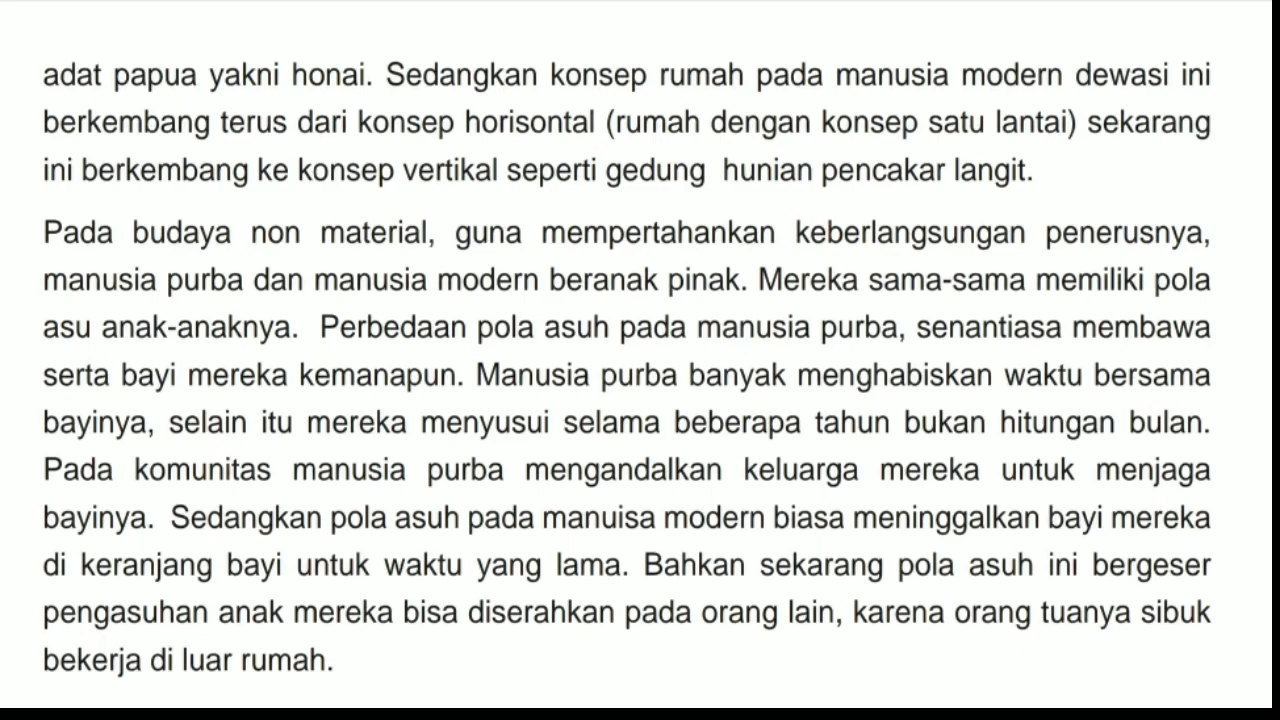 adat papua yakni honai. Sedangkan konsep rumah pada manusia modern dewasi ini
berkembang terus dari konsep horisontal (rumah dengan konsep satu lantai) sekarang
ini berkembang ke konsep vertikal seperti gedung  hunian pencakar langit.
Pada budaya non material, guna mempertahankan keberlangsungan penerusnya,
manusia purba dan manusia modern beranak pinak. Mereka sama-sama memiliki pola
asu anak-anaknya.  Perbedaan pola asuh pada manusia purba, senantiasa membawa
serta bayi mereka kemanapun. Manusia purba banyak menghabiskan waktu bersama
bayinya, selain itu mereka menyusui selama beberapa tahun bukan hitungan bulan.
Pada komunitas manusia purba mengandalkan keluarga mereka untuk menjaga
bayinya.  Sedangkan pola asuh pada manuisa modern biasa meninggalkan bayi mereka
di keranjang bayi untuk waktu yang lama. Bahkan sekarang pola asuh ini bergeser
pengasuhan anak mereka bisa diserahkan pada orang lain, karena orang tuanya sibuk
bekerja di luar rumah.